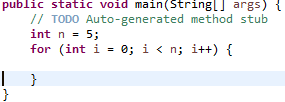 public static void main(String[] args) {
    // TODO Auto-generated method stub
    int n = 5;
    for (int i = 0; i < n; i++) {
    }
}